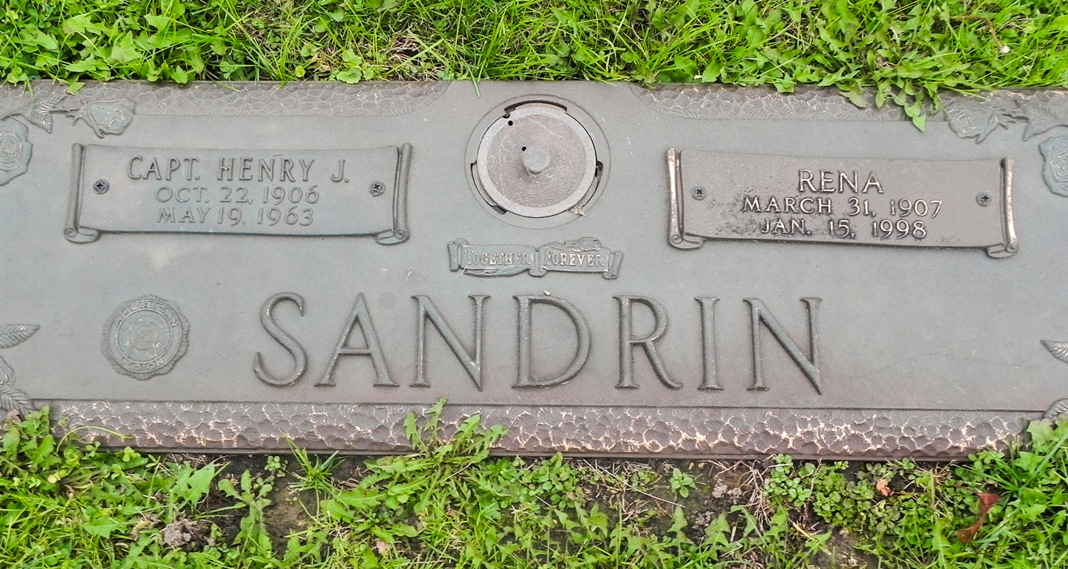 CAPT. HENRY J.
OCT. 22, 1906
MAY 19, 1963
RENA
MARCH 31, 1907
JAN. 15, 1998
TOGETHER FOREVER
SANDRIN